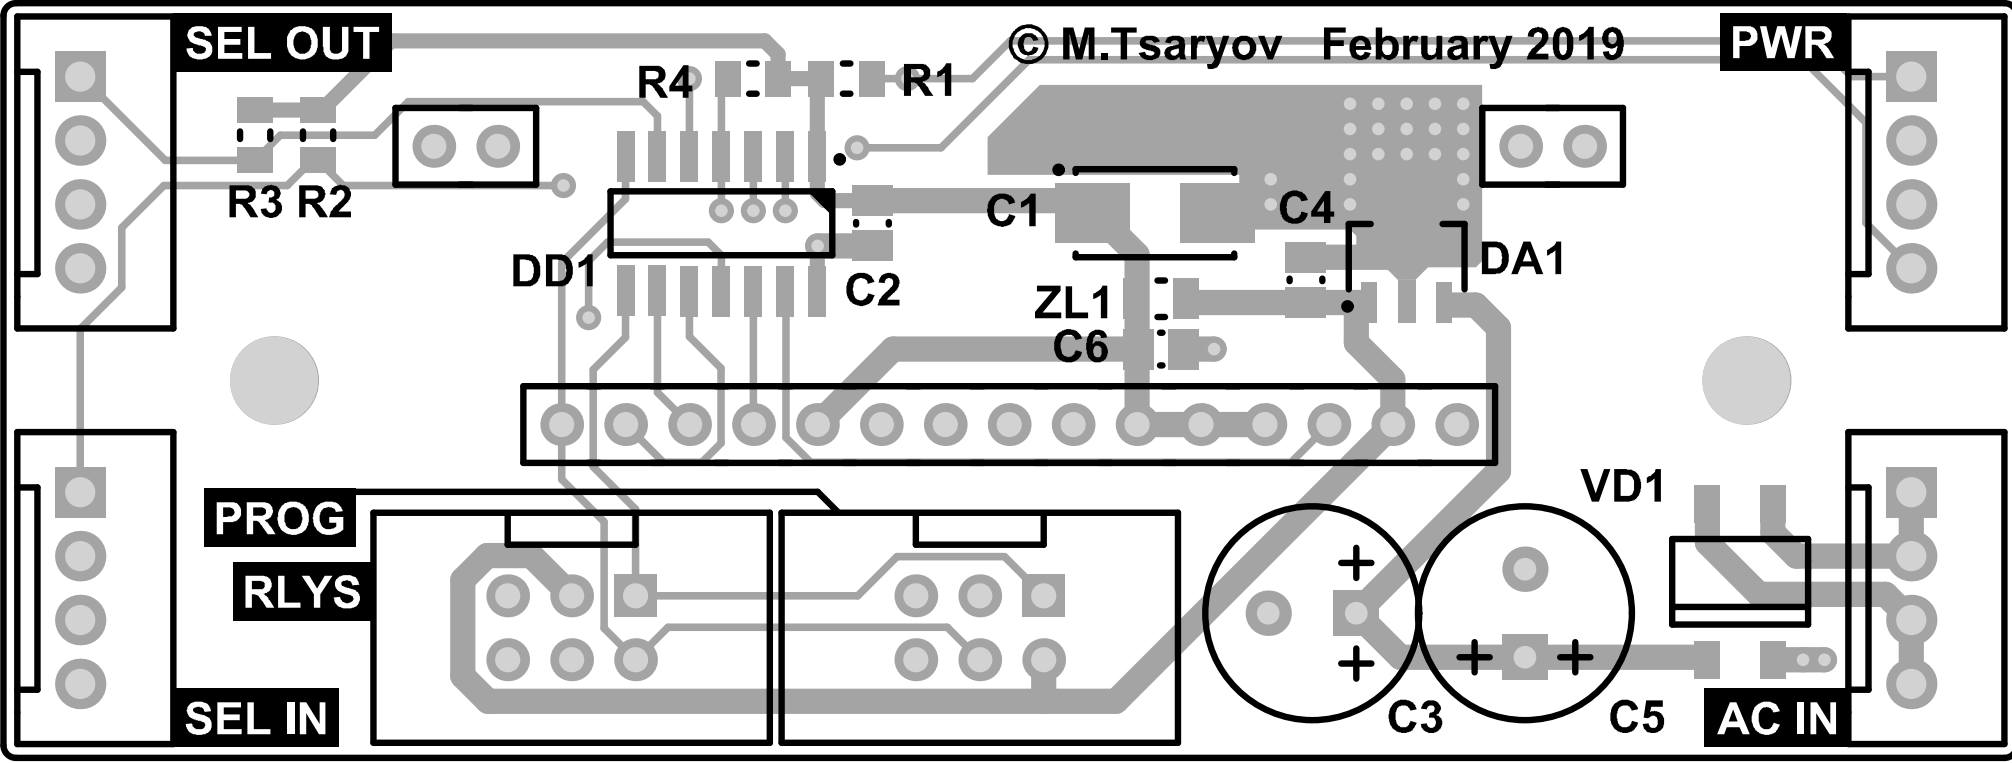 SEL OUT
© M.Tsaryov February 2019
PWR
R4
R1
R3 R2
C1
C4
DD1
C2
DA1
ZL1
C6
VD1
PROG
RLYS
+
+
+ +
SEL IN
C3
C5
AC IN